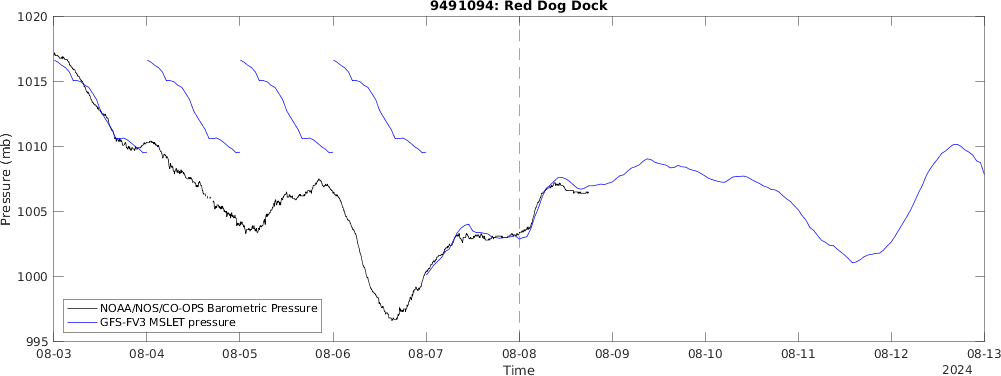 9491094: Red Dog Dock
Pressure (mb)
1020
1015
1010
1005
1000
995
NOAA/NOS/CO-OPS Barometric Pressure
GFS-FV3 MSLET pressure
08-03 08-04 08-05 08-06 08-07 08-08 08-09 08-10 08-11 08-12 08-13
Time
2024